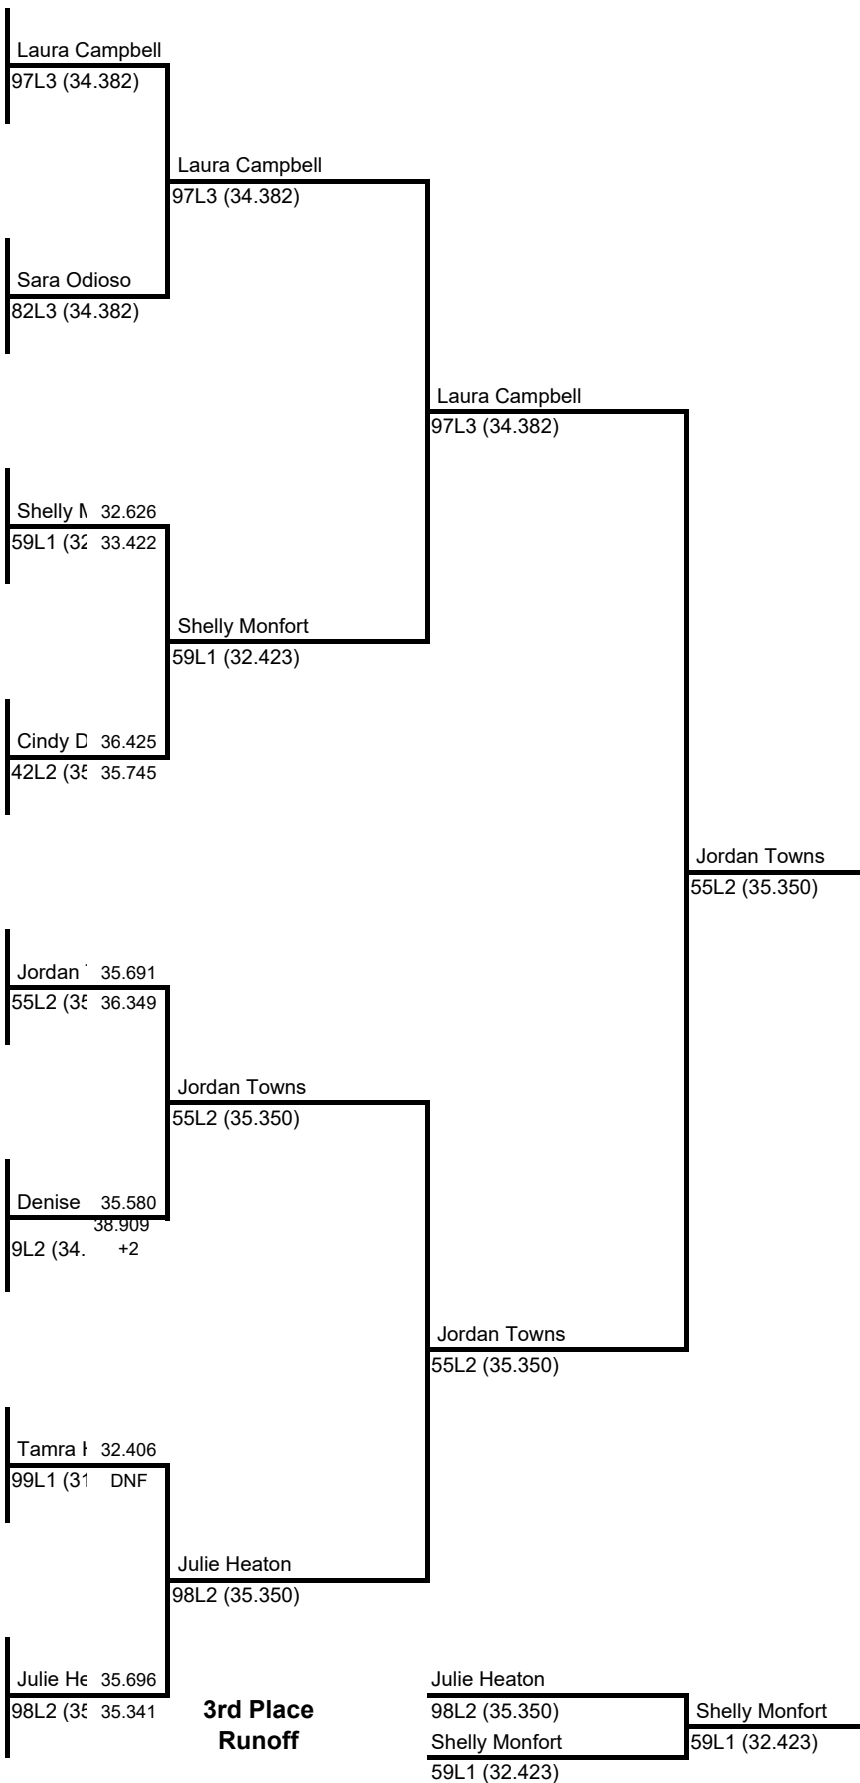 Laura Campbell
97L3 (34.382)
Laura Campbell
97L3 (34.382)
Sara Odioso
82L3 (34.382)
Laura Campbell
97L3 (34.382)
Shelly 32.626
59L1 33.422
Shelly Monfort
59L1 (32.423)
Cindy D 36.425
42L2 35.745
Jordan Towns
55L2 (35.350)
Jordan 35.691
55L2 36.349
Jordan Towns
55L2 (35.350)
Denise 35.580
38.909
9L2 (34. +2
Jordan Towns
55L2 (35.350)
Tamra 32.406
99L1 DNF
Julie Heaton
98L2 (35.350)
Julie 35.696
98L2 35.341
3rd Place
Runoff
Julie Heaton
98L2 (35.350)
Shelly Monfort
59L1 (32.423)
Shelly Monfort
59L1 (32.423)